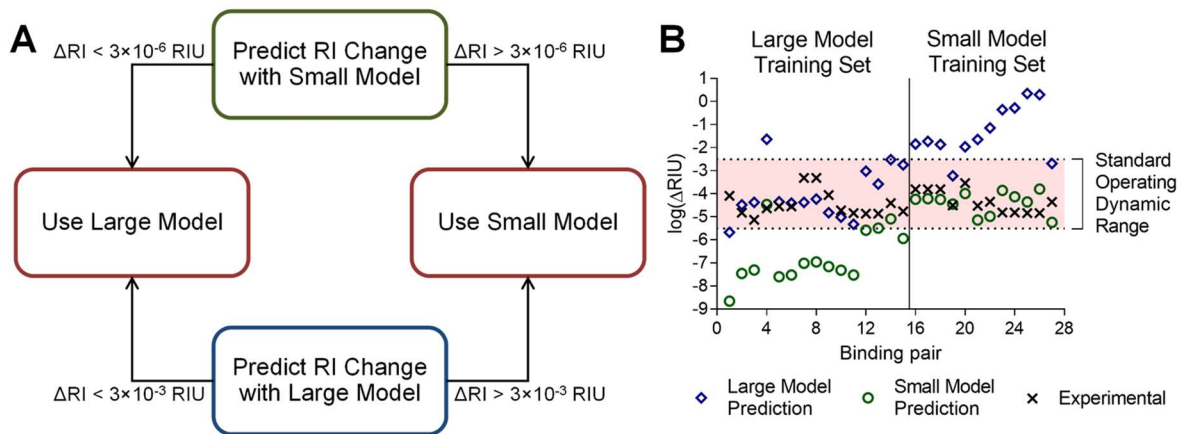 A
ΔRI < 3×10⁻⁶ RIU
Predict RI Change
with Small Model
ΔRI > 3×10⁻⁶ RIU
Use Large Model
Use Small Model
ΔRI < 3×10⁻³ RIU
Predict RI Change
with Large Model
ΔRI > 3×10⁻³ RIU
B
Large Model
Training Set
Small Model
Training Set
log(ΔRIU)
1
0
-1
-2
-3
-4
-5
-6
-7
-8
-9
0 4 8 12 16 20 24 28
Binding pair
Standard
Operating
Dynamic
Range
Large Model
Prediction
Small Model
Prediction
Experimental